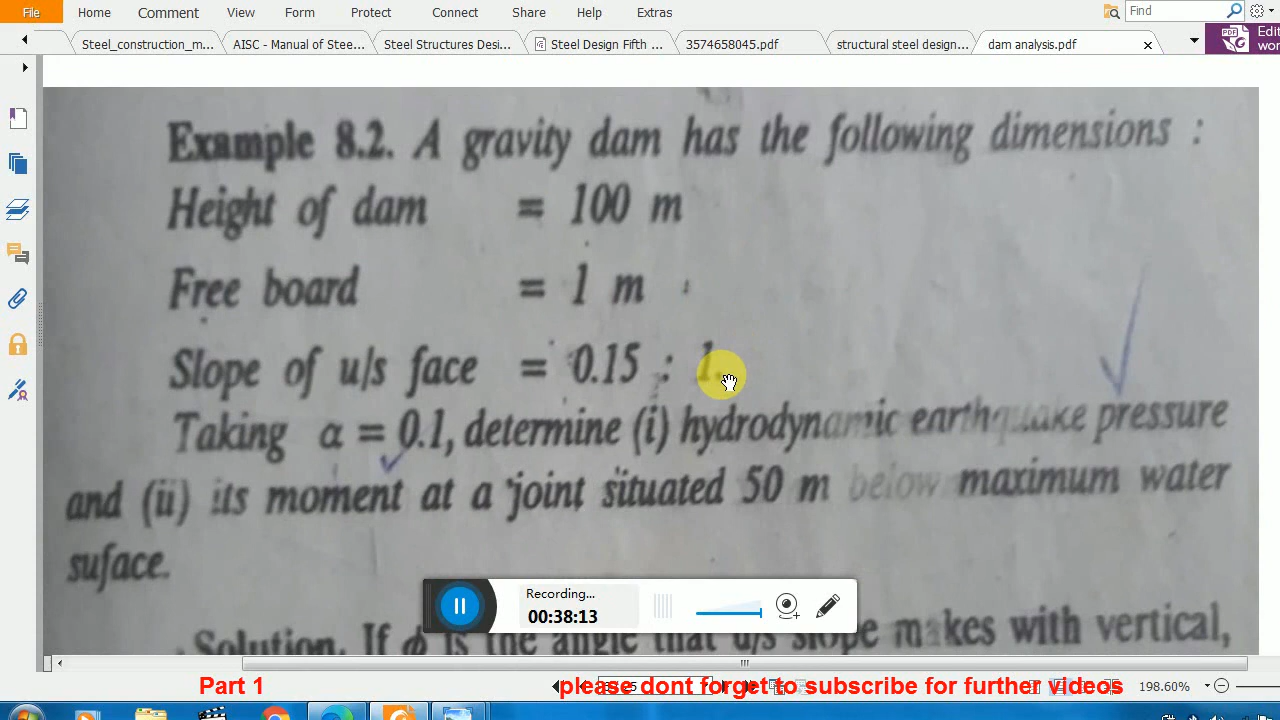 File Home Comment View Form Protect Connect Share Help Extras Find
Steel_construction_m... AISC - Manual of Stee... Steel Structures Desi... Steel Design Fifth ... 3574658045.pdf structural steel design... dam analysis.pdf Edit
Example 8.2. A gravity dam has the following dimensions :
Height of dam = 100 m
Free board = 1 m
Slope of u/s face = 0.15 : 1.
Taking α = 0.1, determine (i) hydrodynamic earthquake pressure
and (ii) its moment at a joint situated 50 m below maximum water
suface.
Recording...
00:38:13
Solution. If ϕ is the angle that u/s slope makes with vertical,
Part 1 please dont forget to subscribe for further videos 198.60%